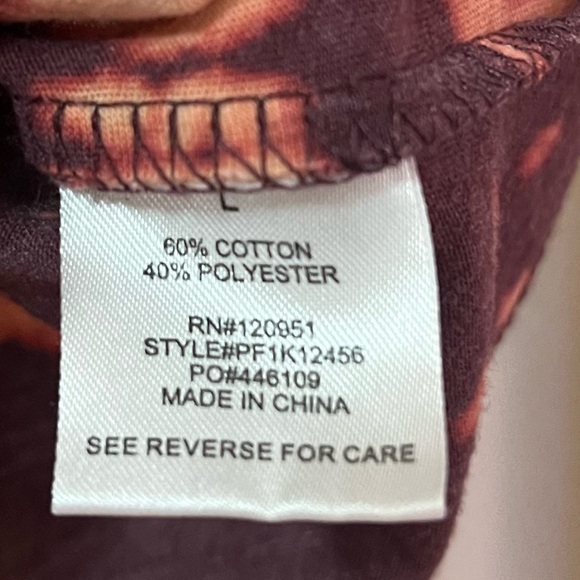 L
60% COTTON
40% POLYESTER
RN#120951
STYLE#PF1K12456
PO#446109
MADE IN CHINA
SEE REVERSE FOR CARE